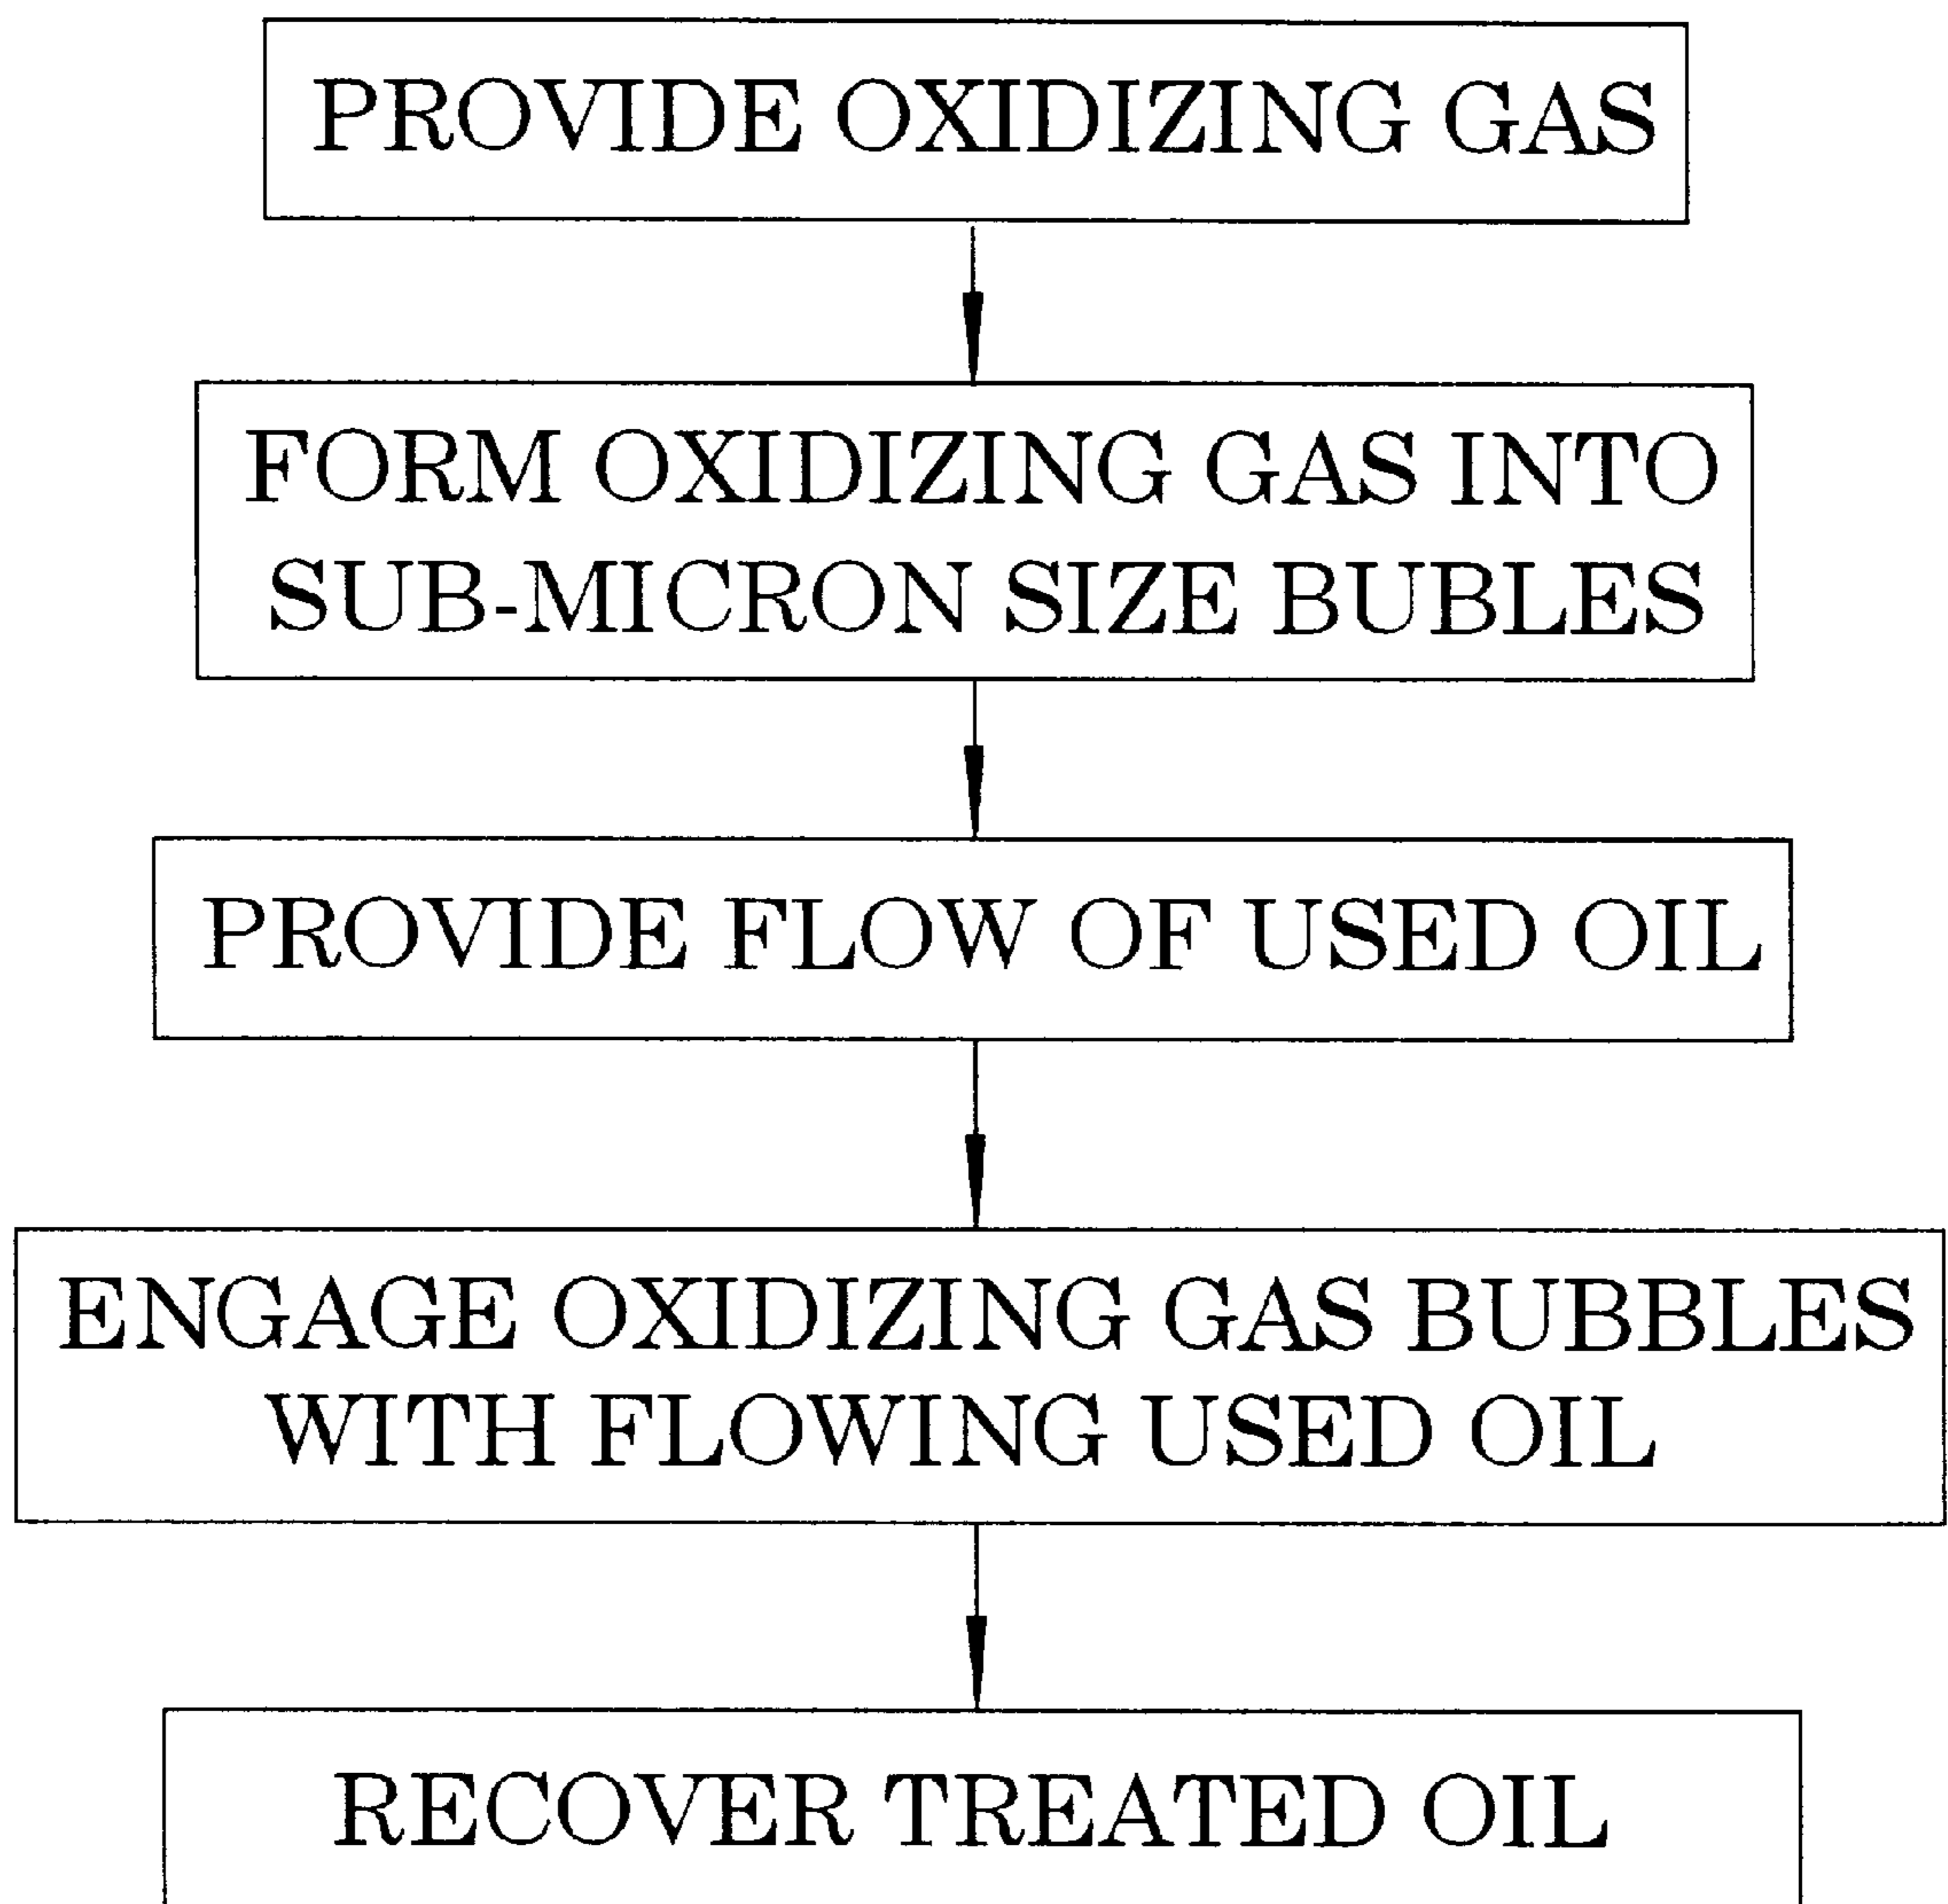 PROVIDE OXIDIZING GAS
FORM OXIDIZING GAS INTO
SUB-MICRON SIZE BUBLES
PROVIDE FLOW OF USED OIL
ENGAGE OXIDIZING GAS BUBBLES
WITH FLOWING USED OIL
RECOVER TREATED OIL